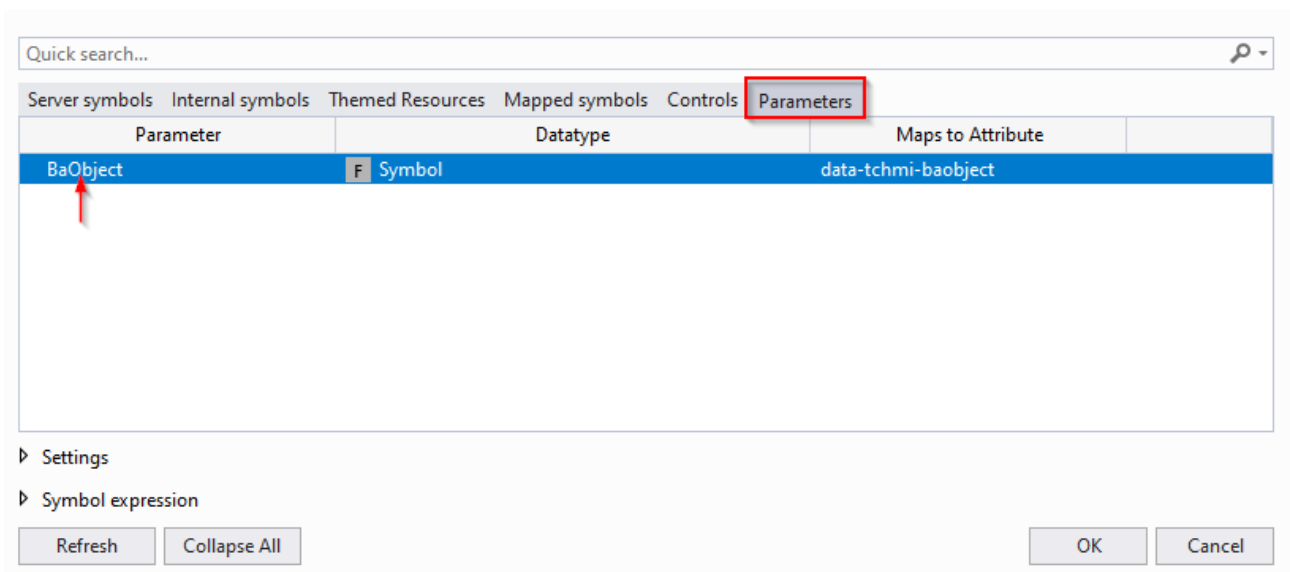 Quick search...
Server symbols Internal symbols Themed Resources Mapped symbols Controls Parameters
Parameter Datatype Maps to Attribute
BaObject F Symbol data-tchmi-baobject
Settings
Symbol expression
Refresh Collapse All OK Cancel